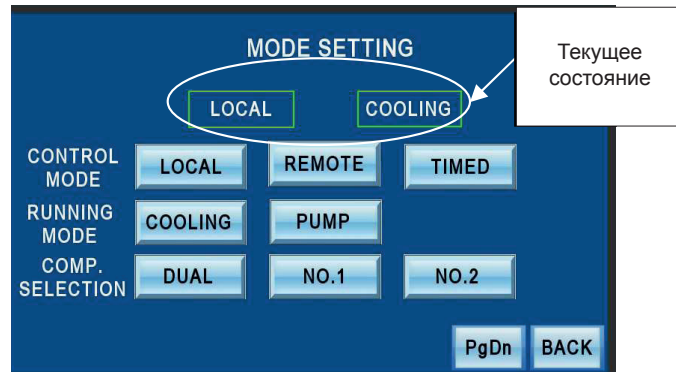 MODE SETTING
Текущее
состояние
LOCAL COOLING
CONTROL
MODE
LOCAL REMOTE TIMED
RUNNING
MODE
COOLING PUMP
COMP.
SELECTION
DUAL NO.1 NO.2
PgDn BACK